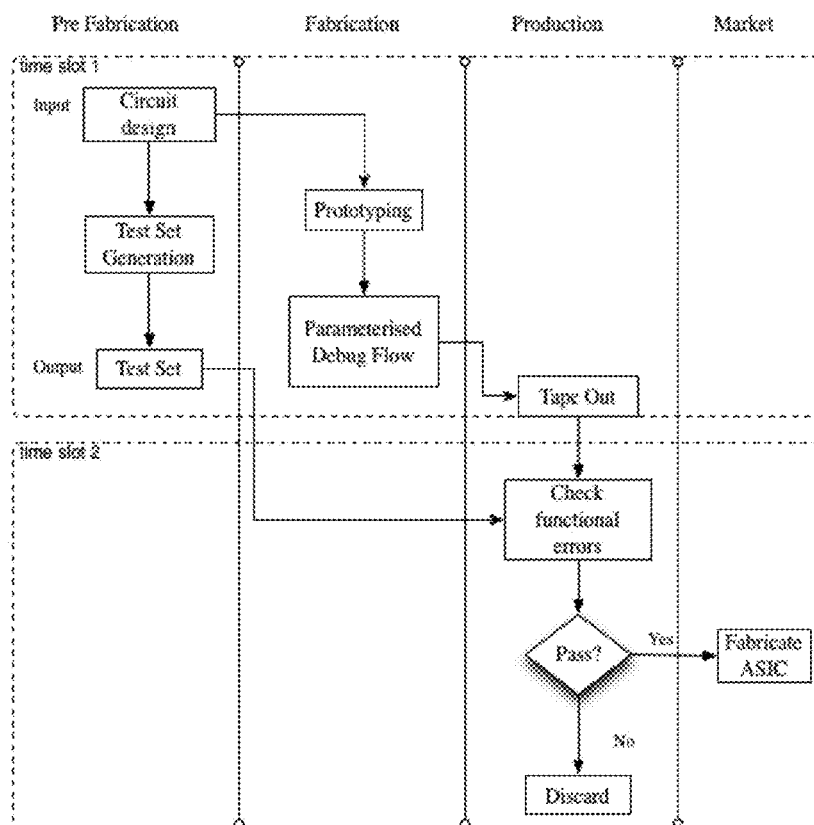 Pre Fabrication
Fabrication
Production
Market
time slot 1
Input
Circuit
design
Prototyping
Test Set
Generation
Parameterised
Debug Flow
Output
Test Set
Tape Out
time slot 2
Check
functional
errors
Pass?
Yes
Fabricate
ASIC
No
Discard